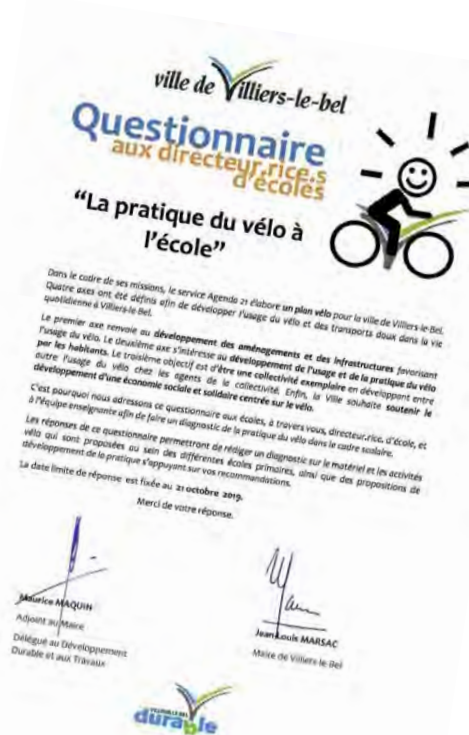 ville de Villiers-le-bel
Questionnaire
aux directeur.rice.s
d'écoles
"La pratique du vélo à
l'école"
Dans le cadre de ses missions, le service Agenda 21 élabore un plan vélo pour la ville de Villiers-le-Bel.
Quatre axes ont été définis afin de développer l'usage du vélo et des transports doux dans la vie
quotidienne à Villiers-le-Bel.
Le premier axe renvoie au développement des aménagements et des infrastructures favorisant
l'usage du vélo. Le deuxième axe s'intéresse au développement de l'usage et de la pratique du vélo
par les habitants. Le troisième objectif est d'être une collectivité exemplaire en développant entre
autre l'usage du vélo chez les agents de la collectivité. Enfin, la Ville souhaite soutenir le
développement d'une économie sociale et solidaire centrée sur le vélo.
C'est pourquoi nous adressons ce questionnaire aux écoles, à travers vous, directeur.rice, d'école, et
à l'équipe enseignante afin de faire un diagnostic de la pratique du vélo dans le cadre scolaire.
Les réponses de ce questionnaire permettront de rédiger un diagnostic sur le matériel et les activités
vélo qui sont proposées au sein des différentes écoles primaires, ainsi que des propositions de
développement de la pratique s'appuyant sur vos recommandations.
La date limite de réponse est fixée au 21 octobre 2019.
Merci de votre réponse.
Maurice MAQUIN
Adjoint au Maire
Délégué au Développement
Durable et aux Travaux
Jean-Louis MARSAC
Maire de Villiers-le-Bel
durable